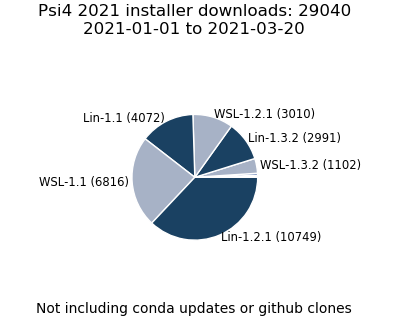 Psi4 2021 installer downloads: 29040
2021-01-01 to 2021-03-20
Lin-1.1 (4072)
WSL-1.2.1 (3010)
Lin-1.3.2 (2991)
WSL-1.3.2 (1102)
WSL-1.1 (6816)
Lin-1.2.1 (10749)
Not including conda updates or github clones